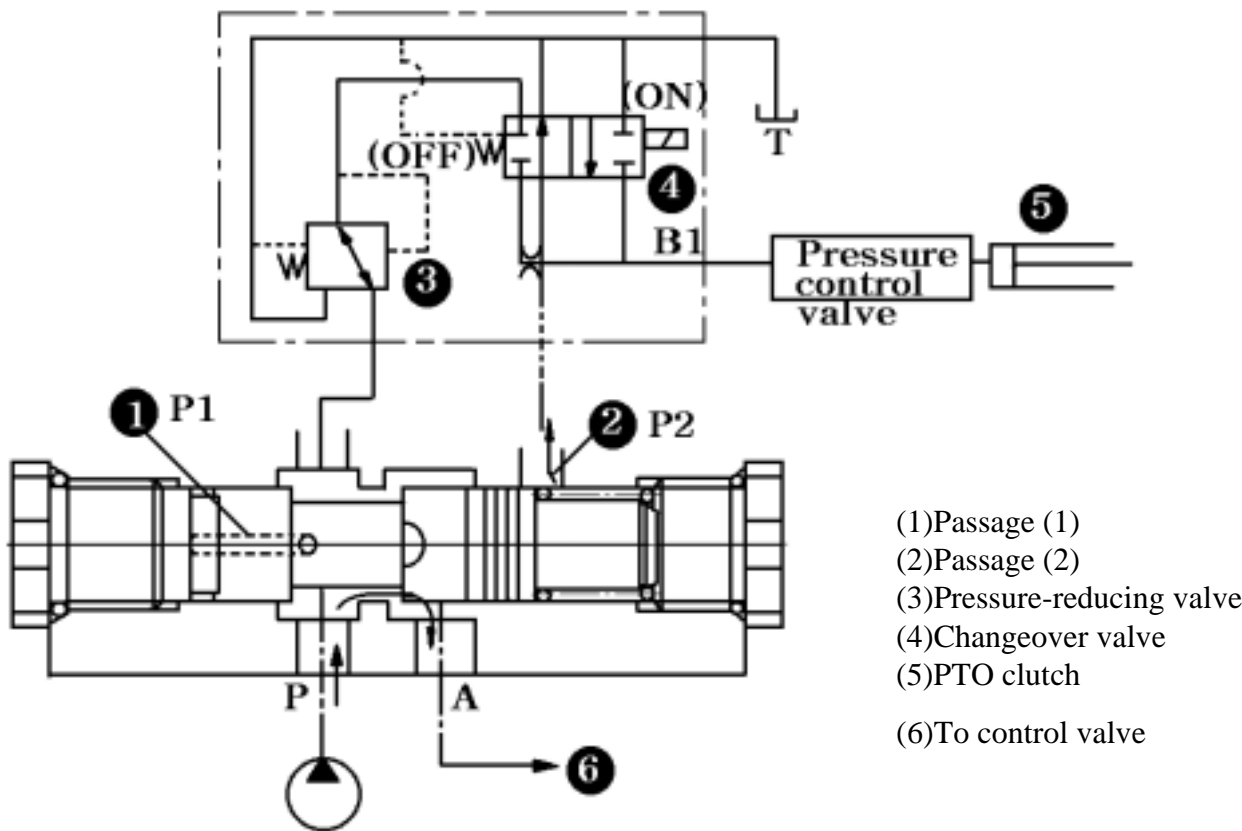 (ON)
T
(OFF)
4
5
B1
Pressure
control
valve
3
1 P1
2 P2
(1)Passage (1)
(2)Passage (2)
(3)Pressure-reducing valve
(4)Changeover valve
(5)PTO clutch
(6)To control valve
P
A
6